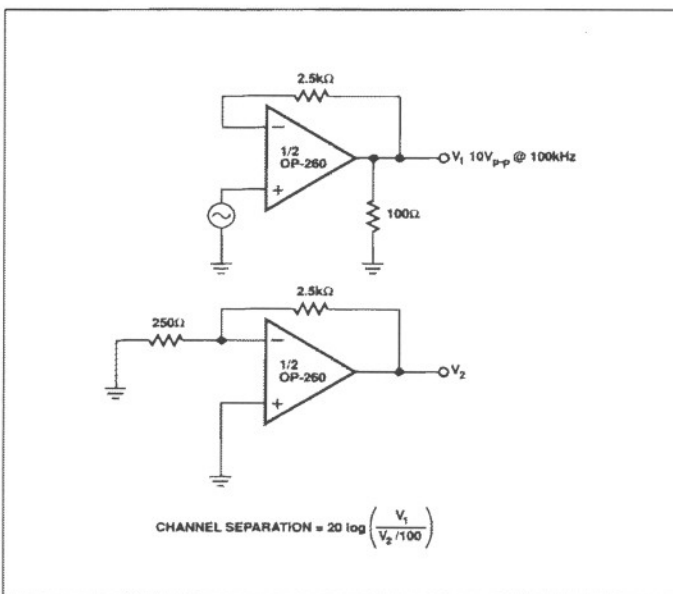 2.5kΩ
−
1/2
OP-260
+
V₁ 10Vp-p @ 100kHz
100Ω
2.5kΩ
250Ω
−
1/2
OP-260
+
V₂
CHANNEL SEPARATION = 20 log ( V₁ / V₂/100 )